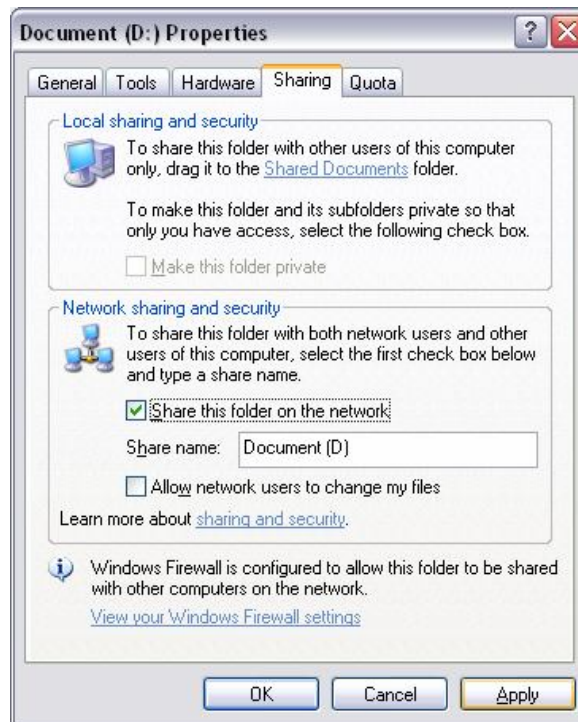 Document (D:) Properties
?
General Tools Hardware Sharing Quota
Local sharing and security
To share this folder with other users of this computer
only, drag it to the Shared Documents folder.
To make this folder and its subfolders private so that
only you have access, select the following check box.
Make this folder private
Network sharing and security
To share this folder with both network users and other
users of this computer, select the first check box below
and type a share name.
Share this folder on the network
Share name: Document (D)
Allow network users to change my files
Learn more about sharing and security.
Windows Firewall is configured to allow this folder to be shared
with other computers on the network.
View your Windows Firewall settings
OK Cancel Apply